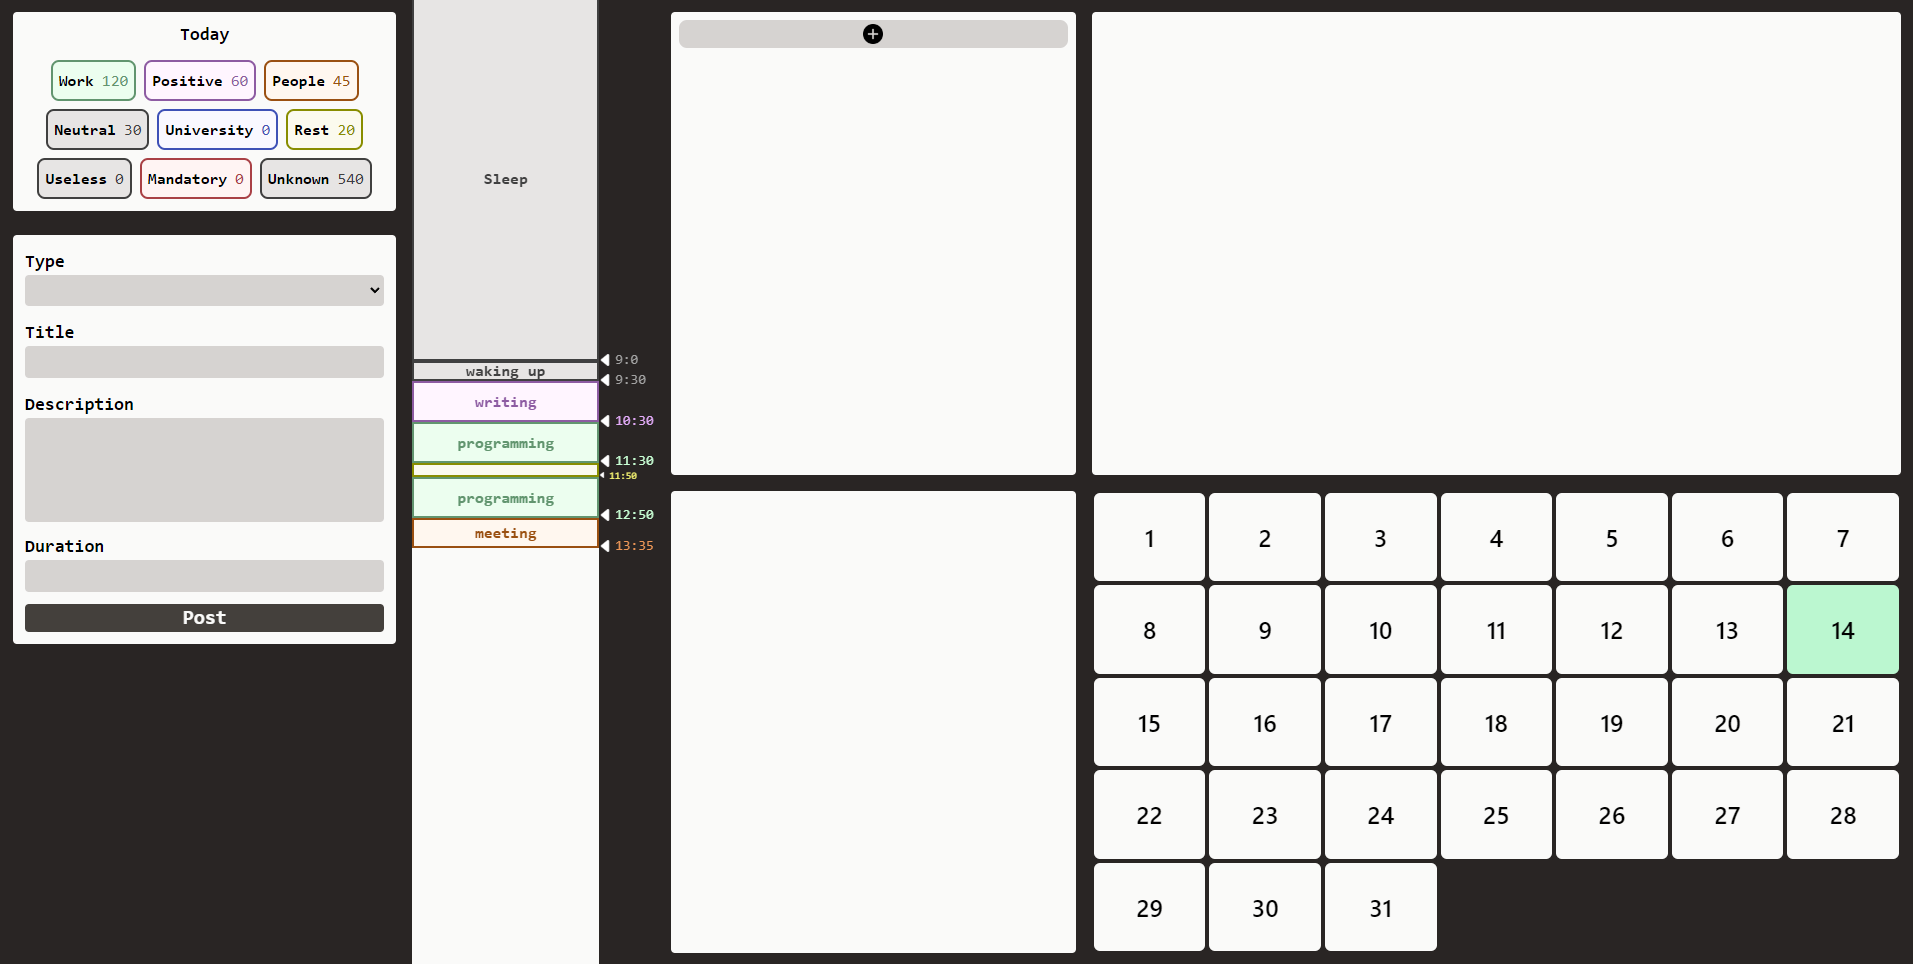 Today
Work 120 Positive 60 People 45
Neutral 30 University 0 Rest 20
Useless 0 Mandatory 0 Unknown 540
Type
Title
Description
Duration
Post
Sleep
9:0
waking up
9:30
writing
10:30
programming
11:30
11:50
programming
12:50
meeting
13:35
1 2 3 4 5 6 7
8 9 10 11 12 13 14
15 16 17 18 19 20 21
22 23 24 25 26 27 28
29 30 31